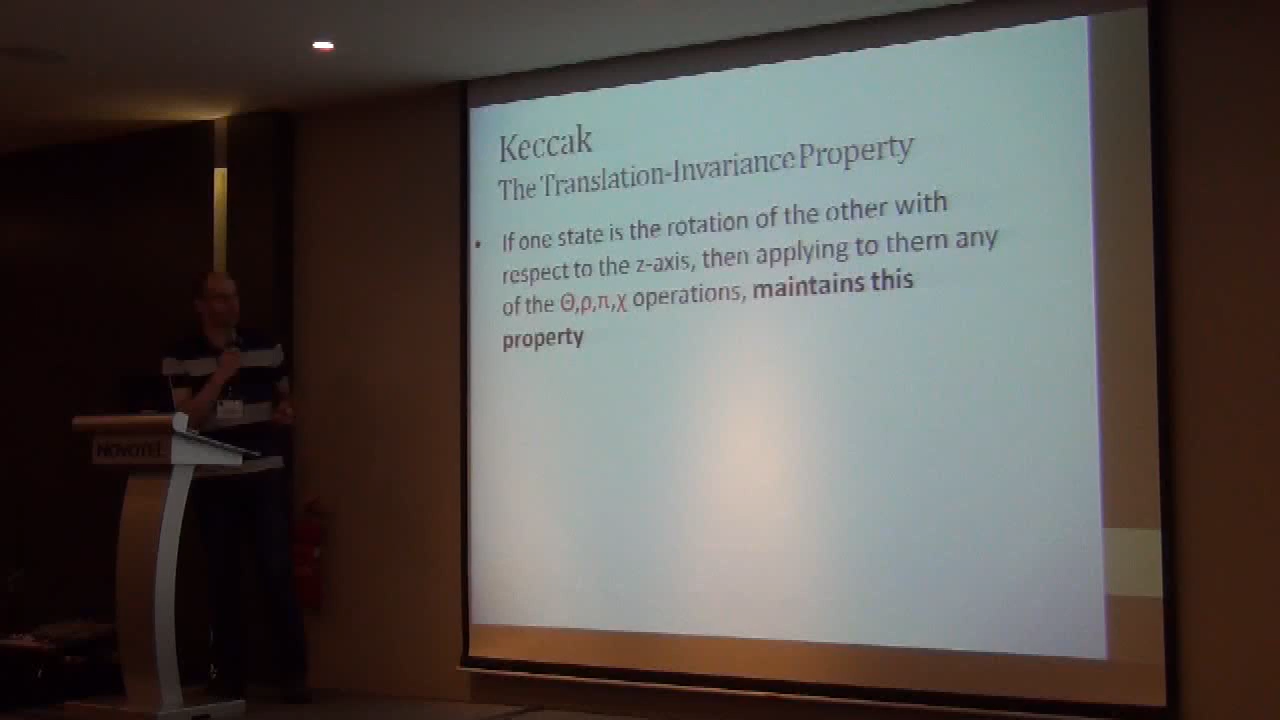 Keccak
The Translation-Invariance Property
• If one state is the rotation of the other with
respect to the z-axis, then applying to them any
of the Θ,ρ,π,χ operations, maintains this
property
NOVOTEL